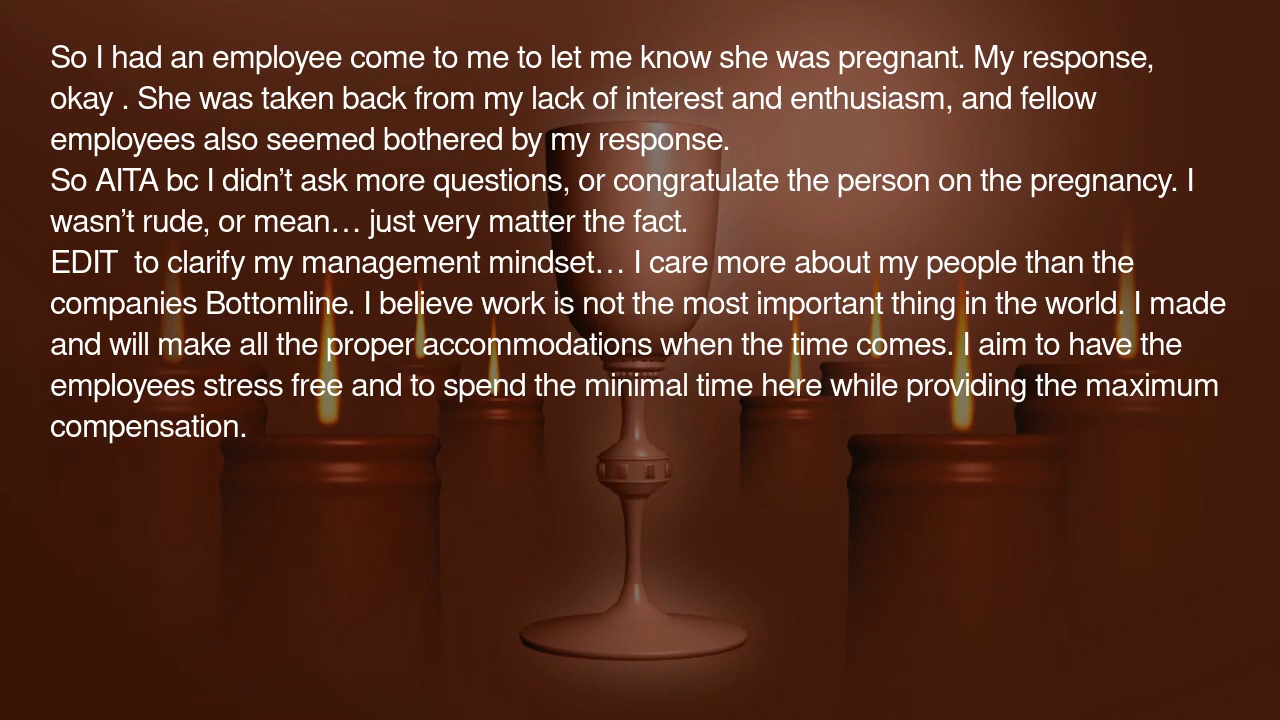 So I had an employee come to me to let me know she was pregnant. My response,
okay . She was taken back from my lack of interest and enthusiasm, and fellow
employees also seemed bothered by my response.
So AITA bc I didn’t ask more questions, or congratulate the person on the pregnancy. I
wasn’t rude, or mean… just very matter the fact.
EDIT  to clarify my management mindset… I care more about my people than the
companies Bottomline. I believe work is not the most important thing in the world. I made
and will make all the proper accommodations when the time comes. I aim to have the
employees stress free and to spend the minimal time here while providing the maximum
compensation.